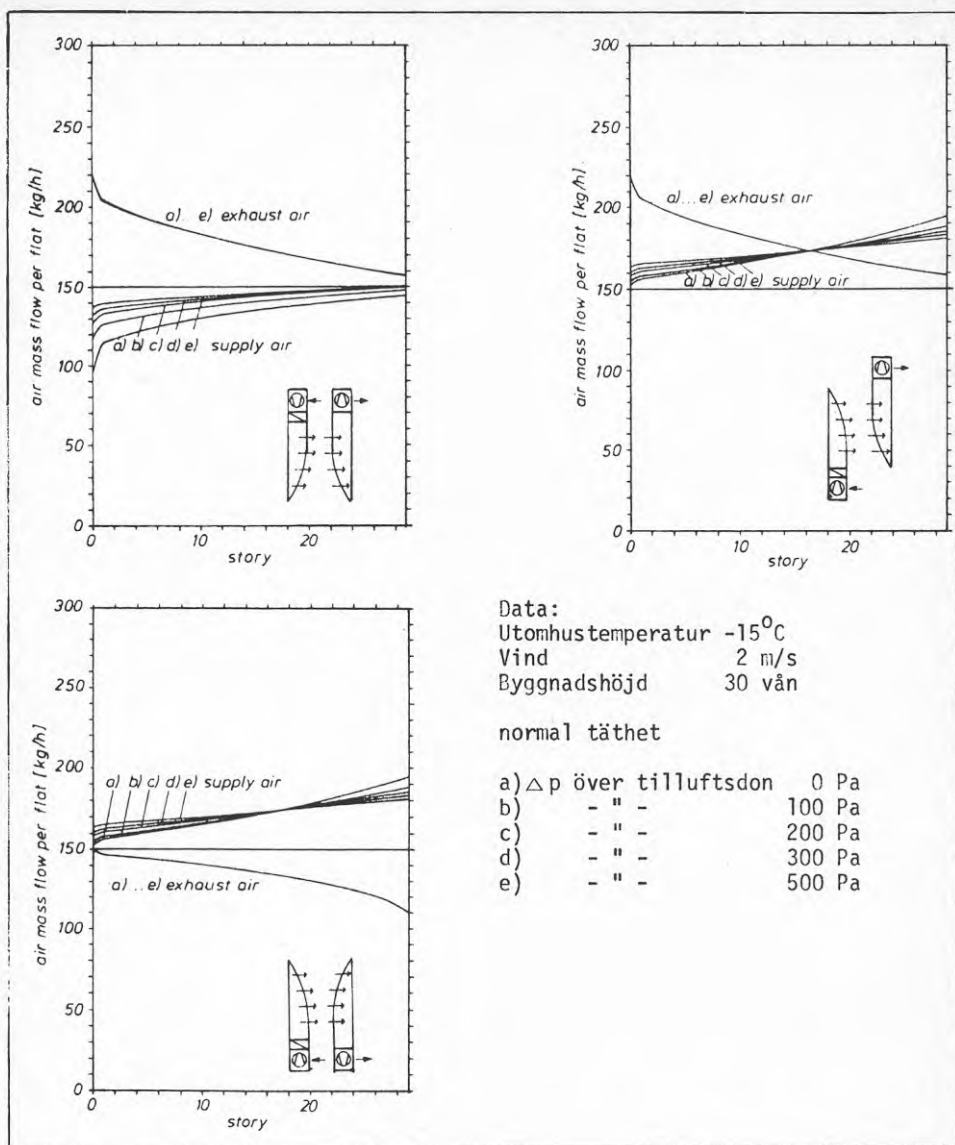 300
250
200
150
100
50
0
air mass flow per flat [kg/h]
a)... e) exhaust air
a) b) c) d) e) supply air
0 10 20
story
300
250
200
150
100
50
0
air mass flow per flat [kg/h]
a)...e) exhaust air
a) b) c) d) e) supply air
0 10 20
story
300
250
200
150
100
50
0
air mass flow per flat [kg/h]
a) b) c) d) e) supply air
a)... e) exhaust air
0 10 20
story
Data:
Utomhustemperatur -15°C
Vind 2 m/s
Byggnadshöjd 30 vån
normal täthet
a) △ p över tilluftsdon 0 Pa
b) - " - 100 Pa
c) - " - 200 Pa
d) - " - 300 Pa
e) - " - 500 Pa